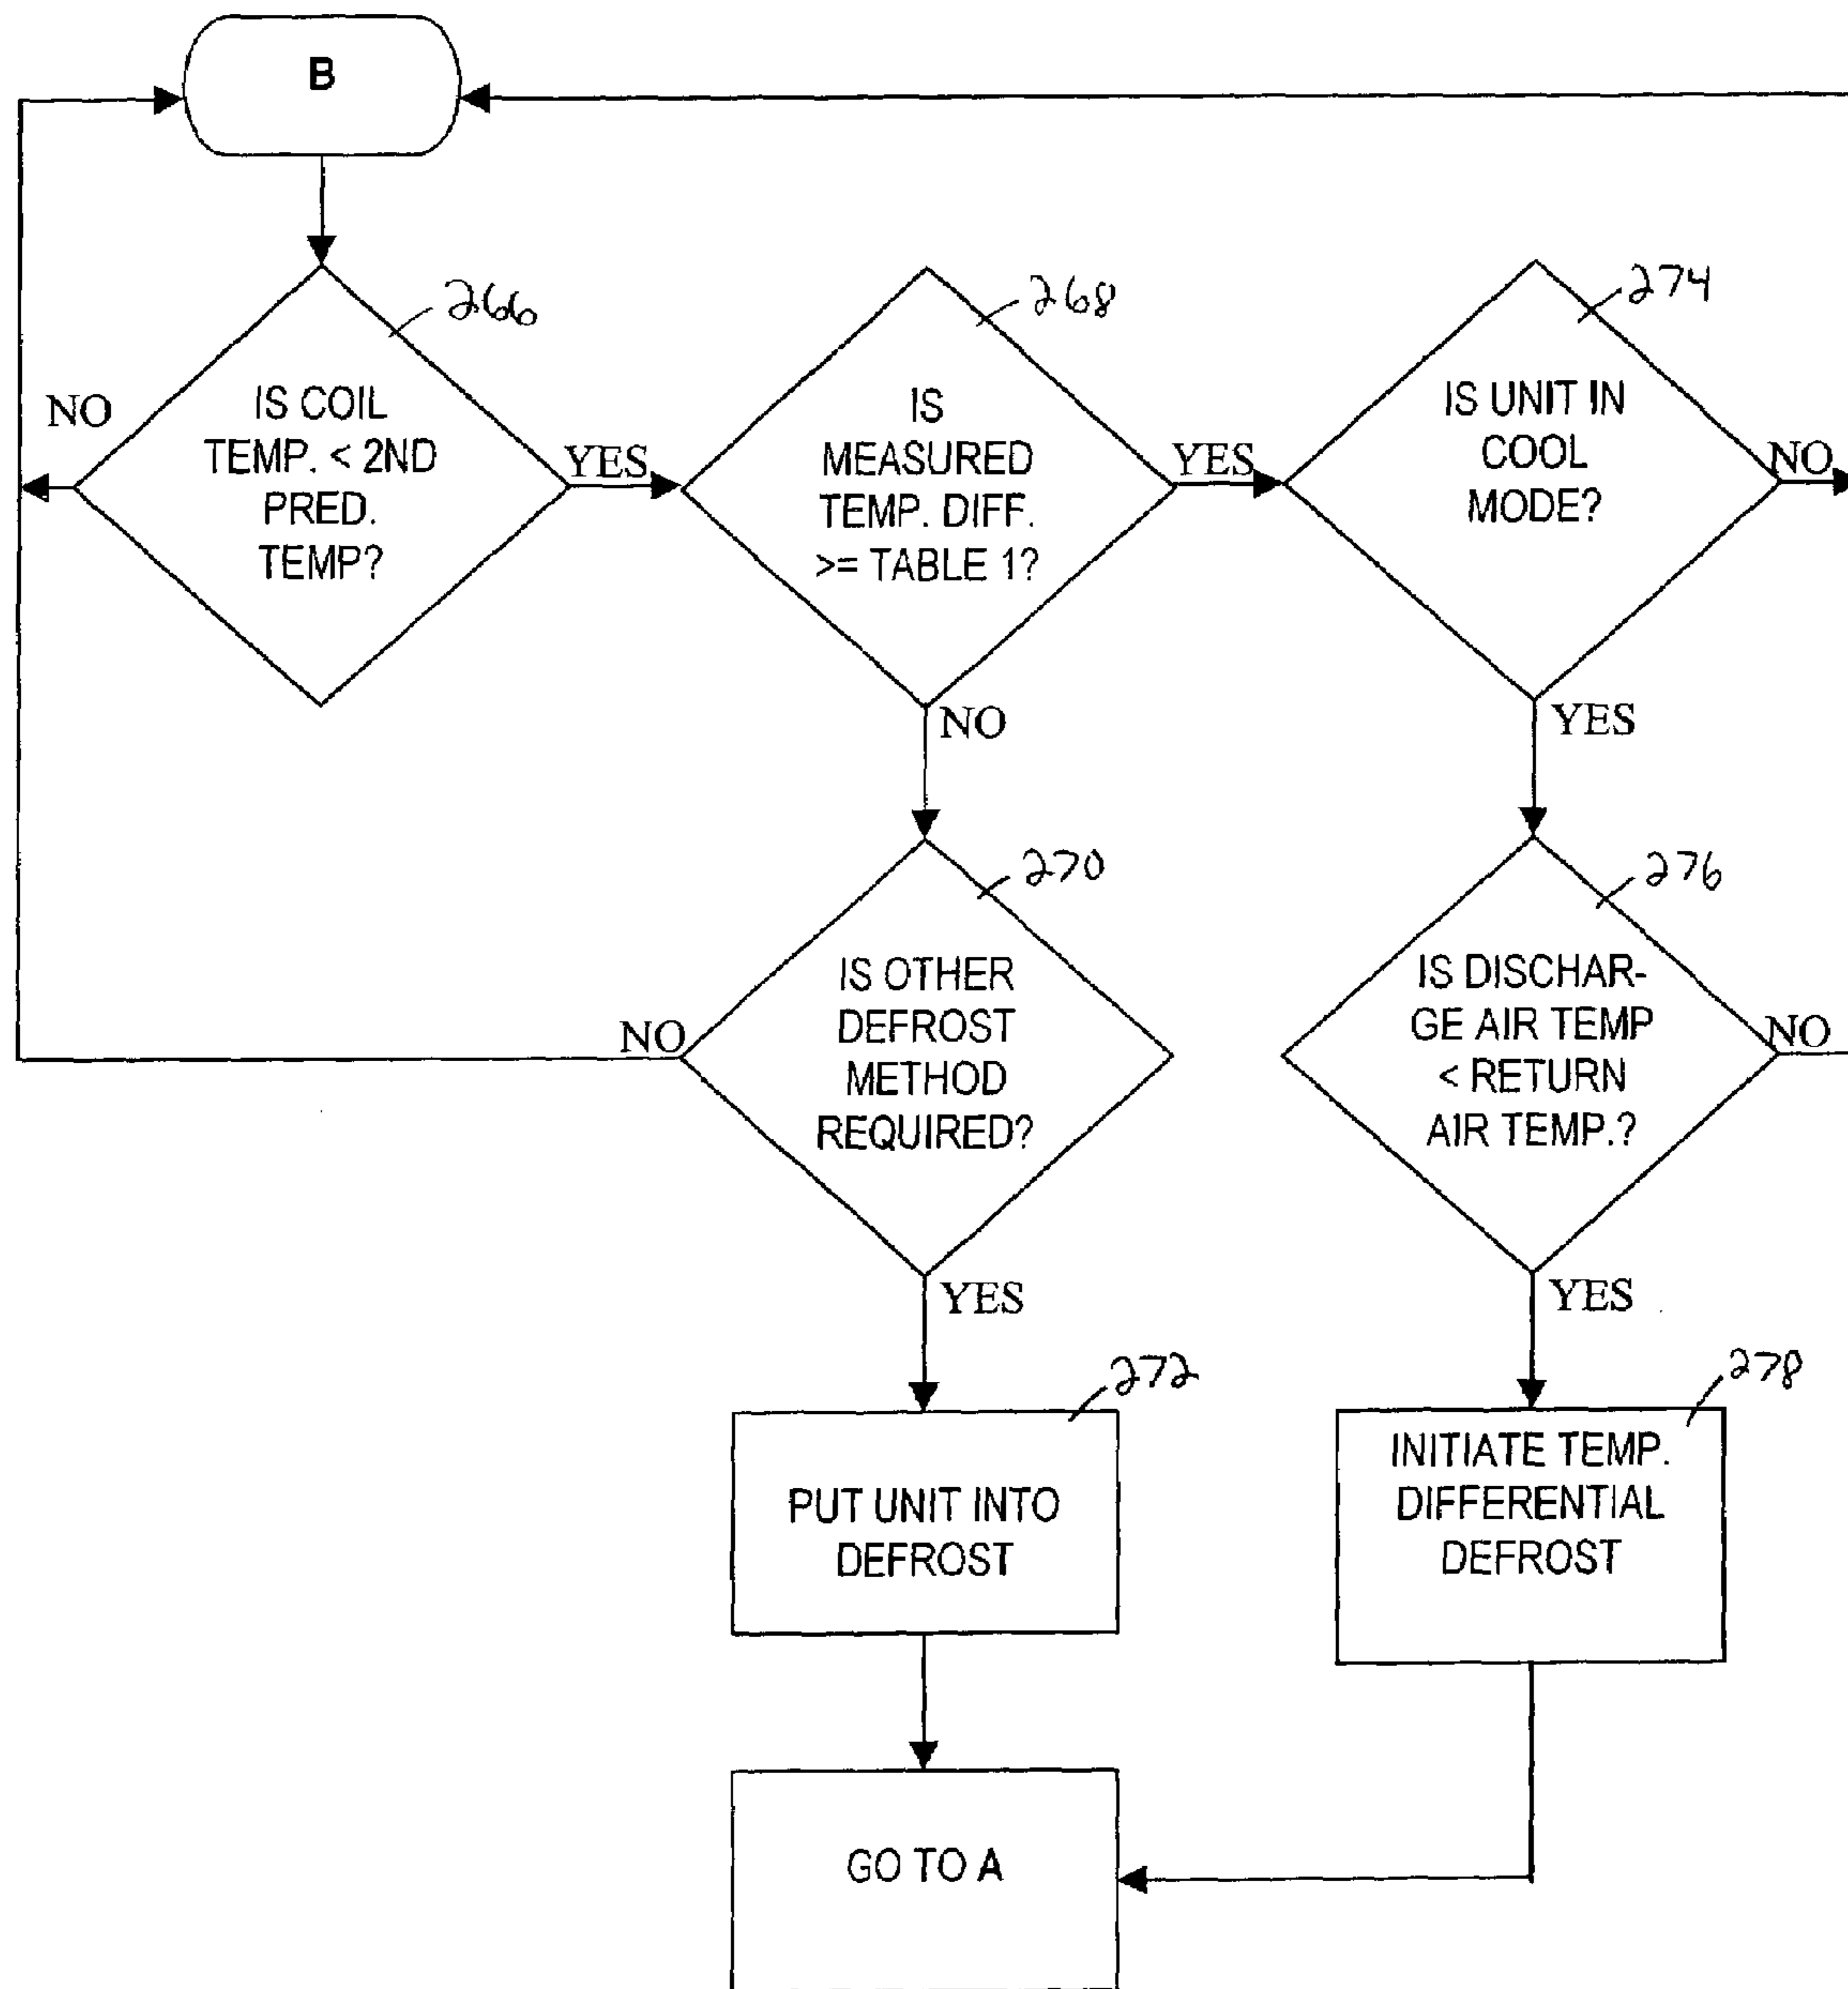 B
266
IS COIL
TEMP. < 2ND
PRED.
TEMP?
NO
YES
268
IS
MEASURED
TEMP. DIFF.
>= TABLE 1?
YES
NO
274
IS UNIT IN
COOL
MODE?
NO
YES
270
IS OTHER
DEFROST
METHOD
REQUIRED?
NO
YES
276
IS DISCHAR-
GE AIR TEMP
< RETURN
AIR TEMP.?
NO
YES
272
PUT UNIT INTO
DEFROST
278
INITIATE TEMP.
DIFFERENTIAL
DEFROST
GO TO A